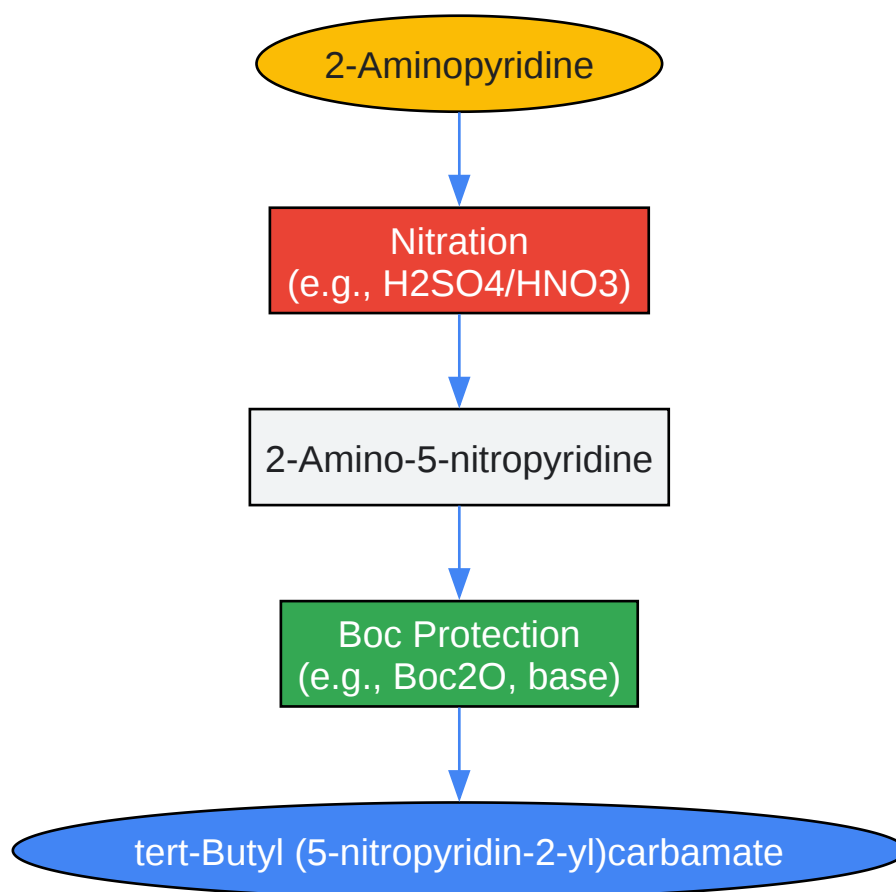 2-Aminopyridine
Nitration
(e.g., H2SO4/HNO3)
2-Amino-5-nitropyridine
Boc Protection
(e.g., Boc2O, base)
tert-Butyl (5-nitropyridin-2-yl)carbamate